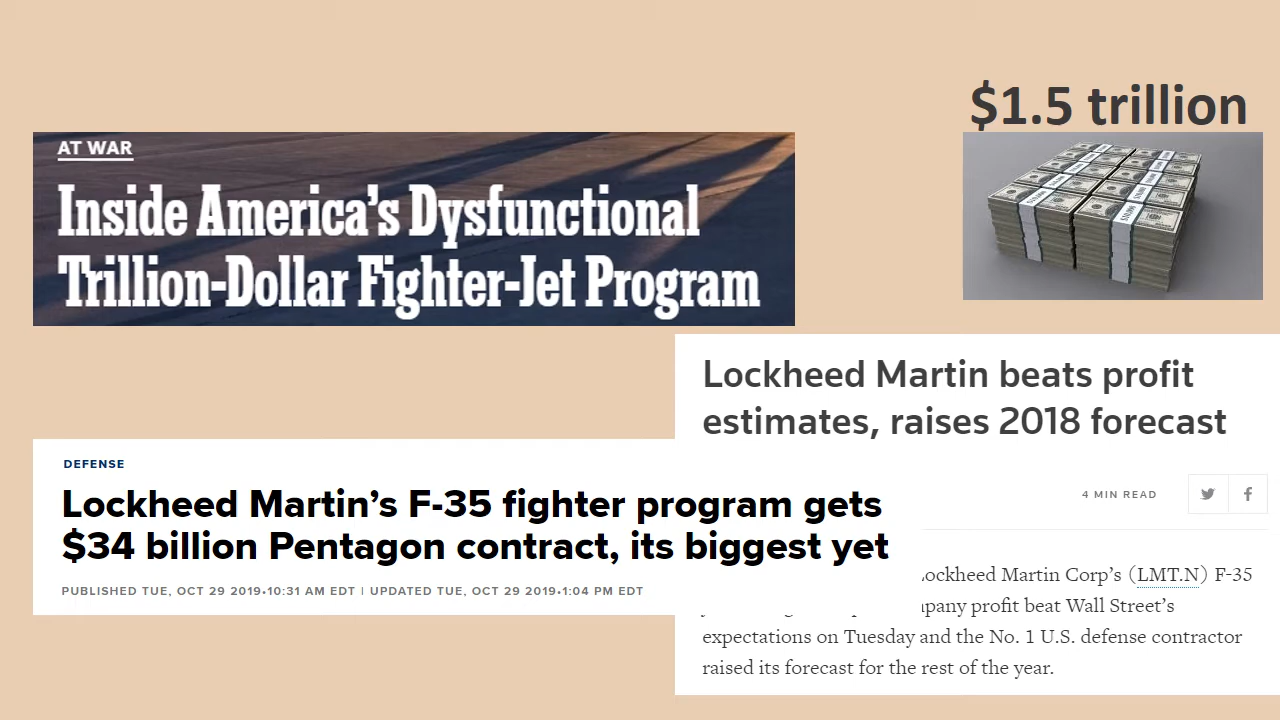 $1.5 trillion
AT WAR
Inside America's Dysfunctional
Trillion-Dollar Fighter-Jet Program
Lockheed Martin beats profit
estimates, raises 2018 forecast
4 MIN READ
DEFENSE
Lockheed Martin's F-35 fighter program gets
$34 billion Pentagon contract, its biggest yet
PUBLISHED TUE, OCT 29 2019•10:31 AM EDT | UPDATED TUE, OCT 29 2019•1:04 PM EDT
Martin Corp's (LMT.N) F-35
profit beat Wall Street's
expectations on Tuesday and the No. 1 U.S. defense contractor
raised its forecast for the rest of the year.